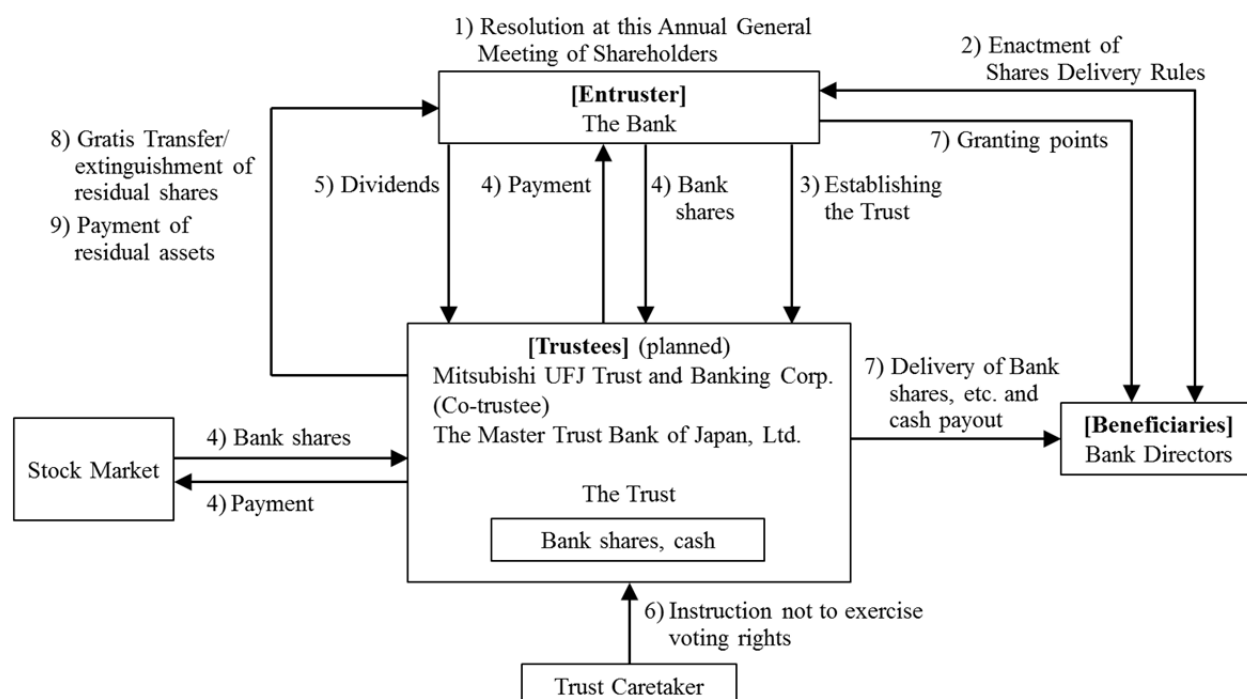 1) Resolution at this Annual General
Meeting of Shareholders
2) Enactment of
Shares Delivery Rules
[Entruster]
The Bank
8) Gratis Transfer/
extinguishment of
residual shares
9) Payment of
residual assets
5) Dividends
4) Payment
4) Bank
shares
3) Establishing
the Trust
7) Granting points
[Trustees] (planned)
Mitsubishi UFJ Trust and Banking Corp.
(Co-trustee)
The Master Trust Bank of Japan, Ltd.
The Trust
Bank shares, cash
7) Delivery of Bank
shares, etc. and
cash payout
[Beneficiaries]
Bank Directors
Stock Market
4) Bank shares
4) Payment
6) Instruction not to exercise
voting rights
Trust Caretaker